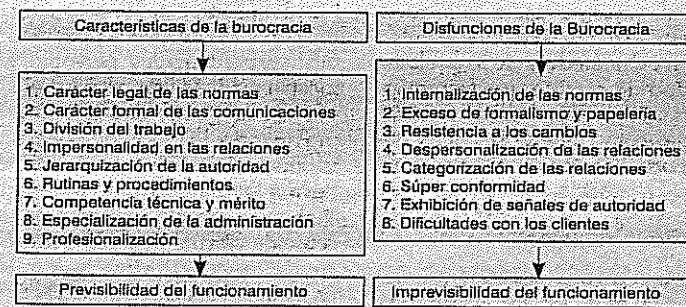 Características de la burocracia
1. Carácter legal de las normas
2. Carácter formal de las comunicaciones
3. División del trabajo
4. Impersonalidad en las relaciones
5. Jerarquización de la autoridad
6. Rutinas y procedimientos
7. Competencia técnica y mérito
8. Especialización de la administración
9. Profesionalización
Previsibilidad del funcionamiento
Disfunciones de la Burocracia
1. Internalización de las normas
2. Exceso de formalismo y papelería
3. Resistencia a los cambios
4. Despersonalización de las relaciones
5. Categorización de las relaciones
6. Súper conformidad
7. Exhibición de señales de autoridad
8. Dificultades con los clientes
Imprevisibilidad del funcionamiento